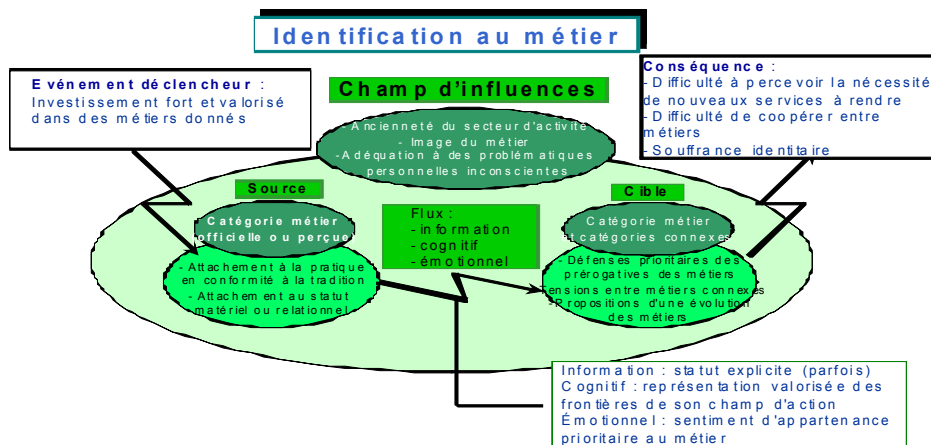 Identification au métier
Evénement déclencheur :
Investissement fort et valorisé
dans des métiers donnés
Champ d'influences
- Ancienneté du secteur d'activité
- Image du métier
- Adéquation à des problématiques
personnelles inconscientes
Conséquence :
- Difficulté à percevoir la nécessité
de nouveaux services à rendre
- Difficulté de coopérer entre
métiers
- Souffrance identitaire
Source
Catégorie métier
officielle ou perçue
- Attachement à la pratique
en conformité à la tradition
- Attachement au statut
matériel ou relationnel
Flux :
- information
- cognitif
- émotionnel
Cible
Catégorie métier
et catégories connexes
- Défenses prioritaires des
prérogatives des métiers
Tensions entre métiers connexes
- Propositions d'une évolution
des métiers
Information : statut explicite (parfois)
Cognitif : représentation valorisée des
frontières de son champ d'action
Émotionnel : sentiment d'appartenance
prioritaire au métier